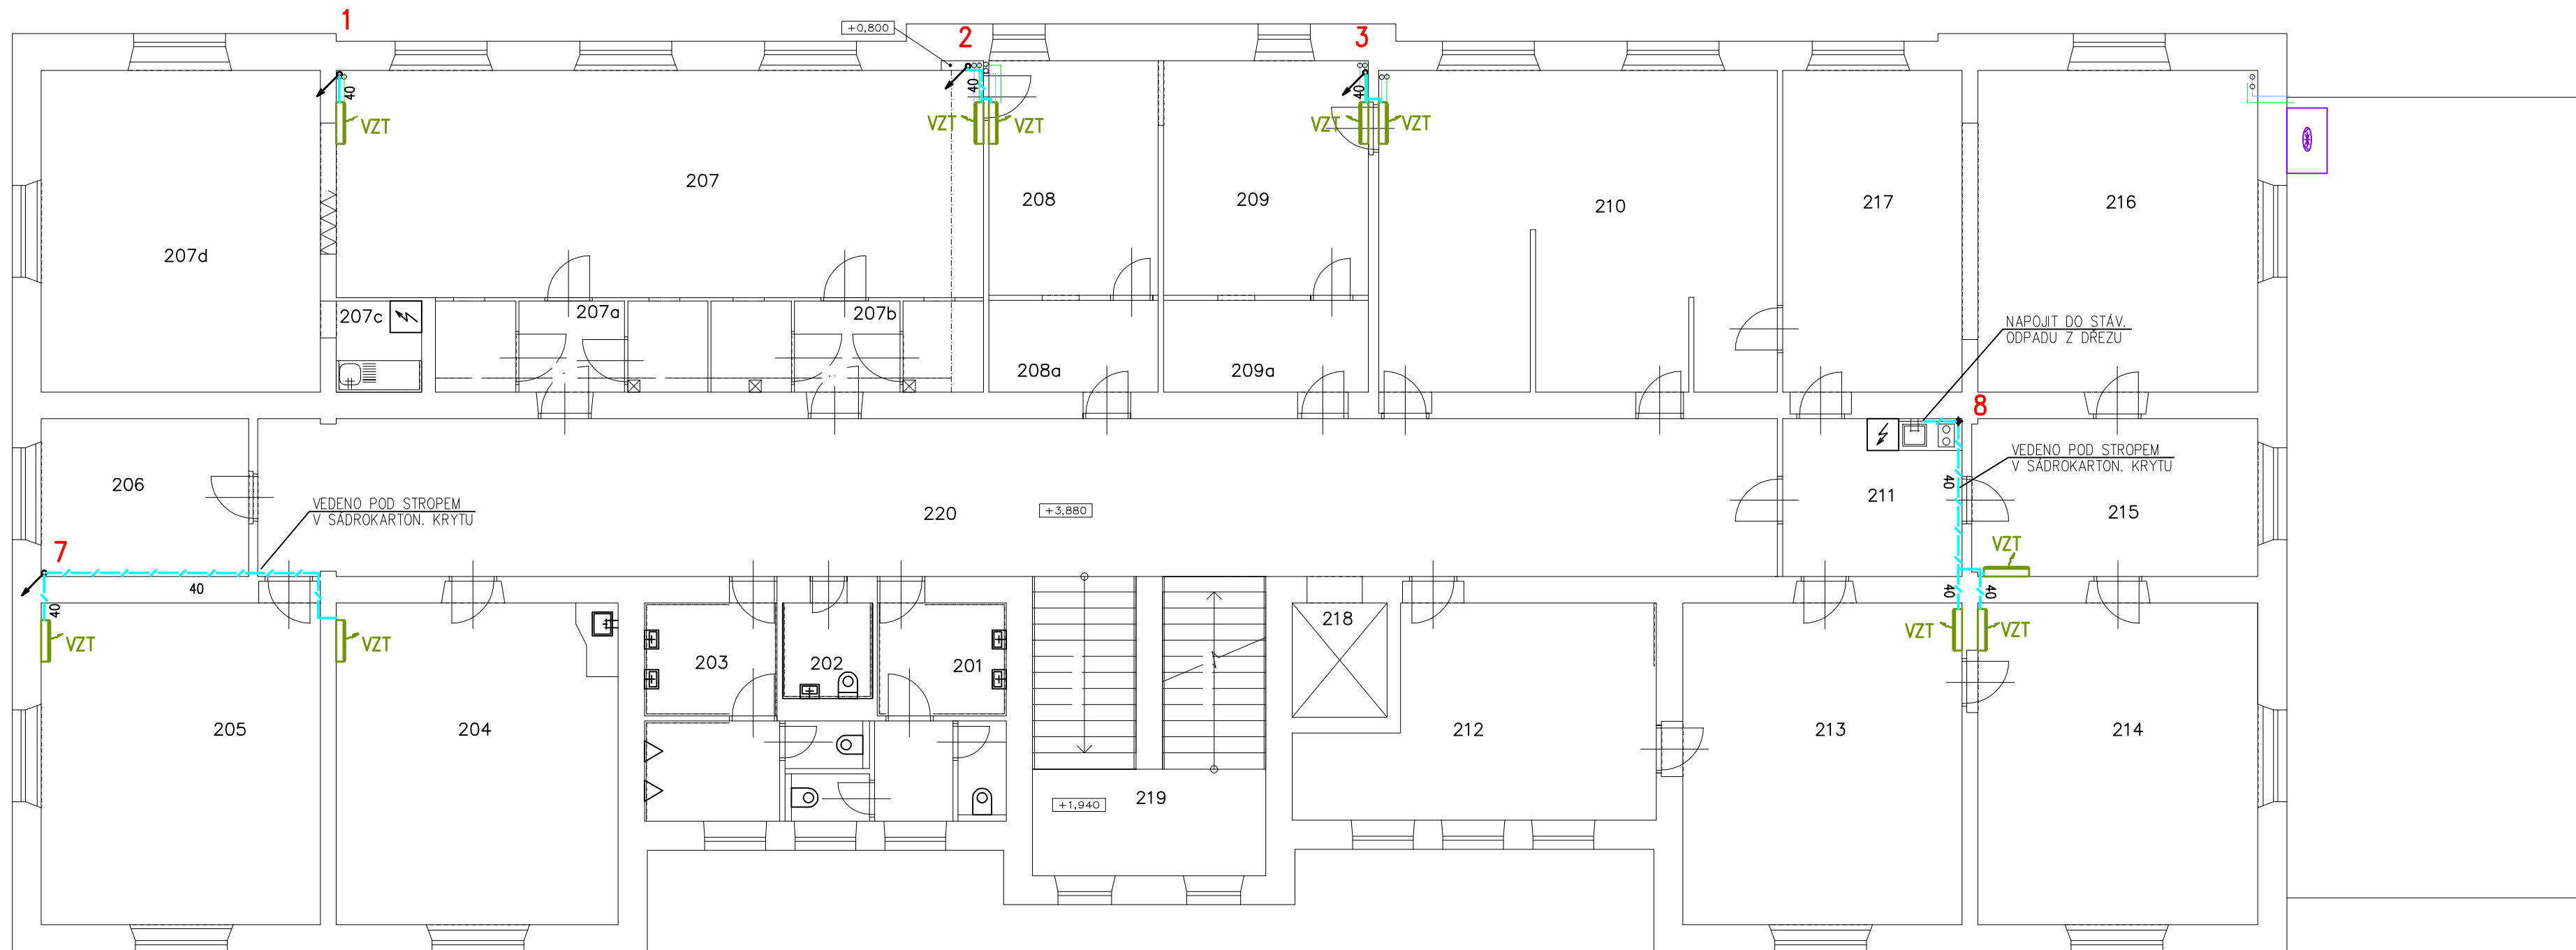 1
+0,800
2
3
40
VZT
40
VZT
VZT
40
VZT
VZT
207
208
209
210
217
216
207d
207c
207a
207b
208a
209a
NAPOJIT DO STÁV.
ODPADU Z DŘEZU
8
206
VEDENO POD STROPEM
V SÁDROKARTON. KRYTU
220
+3,880
VEDENO POD STROPEM
V SÁDROKARTON. KRYTU
40
211
215
7
VZT
40
40
40
40
VZT
VZT
218
VZT
VZT
203
202
201
205
204
212
213
214
+1,940
219